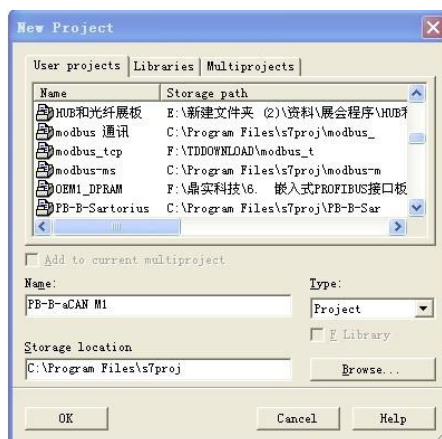 New Project
User projects Libraries Multiprojects
Name Storage path
HUB和光纤展板 E:\新建文件夹 (2)\资料\展会程序\HUB和
modbus 通讯 C:\Program Files\s7proj\modbus_
modbus_tcp F:\TDDOWNLOAD\modbus_t
modbus-ms C:\Program Files\s7proj\modbus-m
OEM1_DPRAM F:\鼎实科技\6. 嵌入式PROFIBUS接口板
PB-B-Sartorius C:\Program Files\s7proj\PB-B-Sar
Add to current multiproject
Name: Type:
PB-B-aCAN M1 Project
F Library
Storage location
C:\Program Files\s7proj Browse...
OK Cancel Help